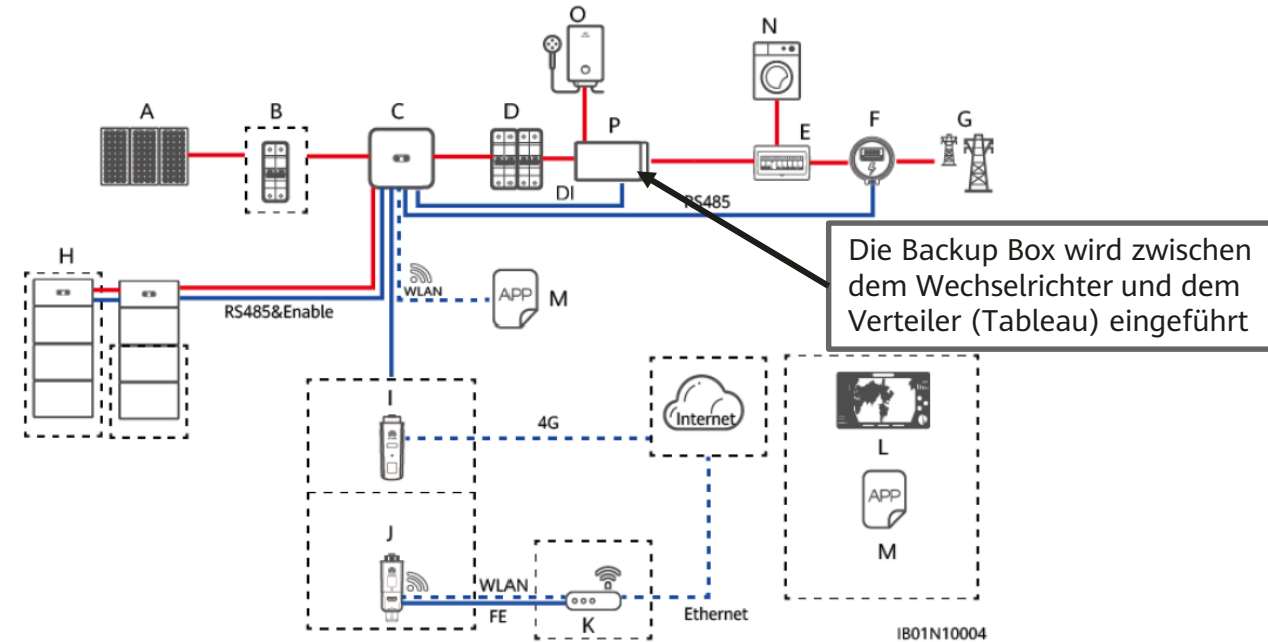 O
N
A
B
C
D
P
E
F
G
DI
RS485
H
RS485&Enable
WLAN
APP
M
Die Backup Box wird zwischen
dem Wechselrichter und dem
Verteiler (Tableau) eingeführt
I
4G
Internet
L
APP
M
J
WLAN
FE
K
Ethernet
IB01N10004